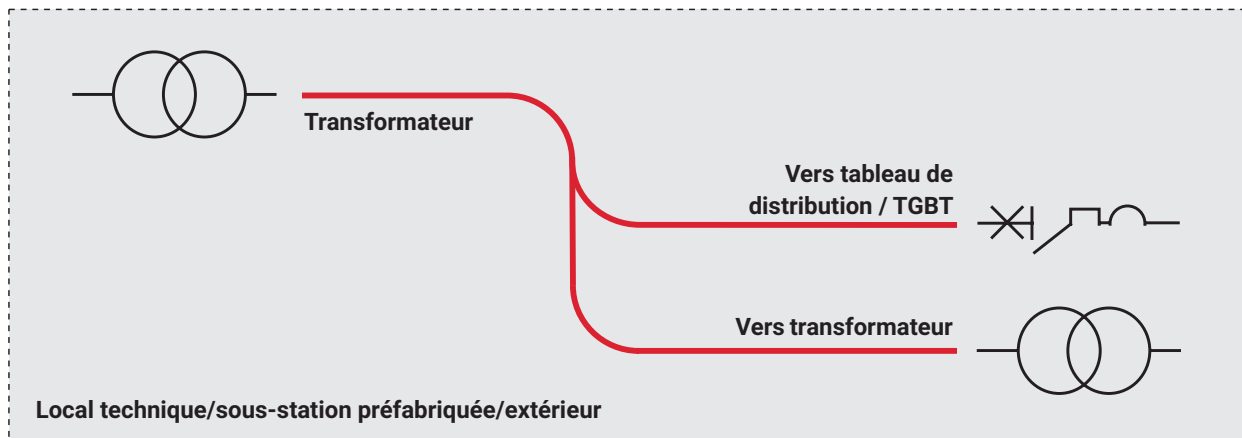 Transformateur
Vers tableau de
distribution / TGBT
Vers transformateur
Local technique/sous-station préfabriquée/extérieur